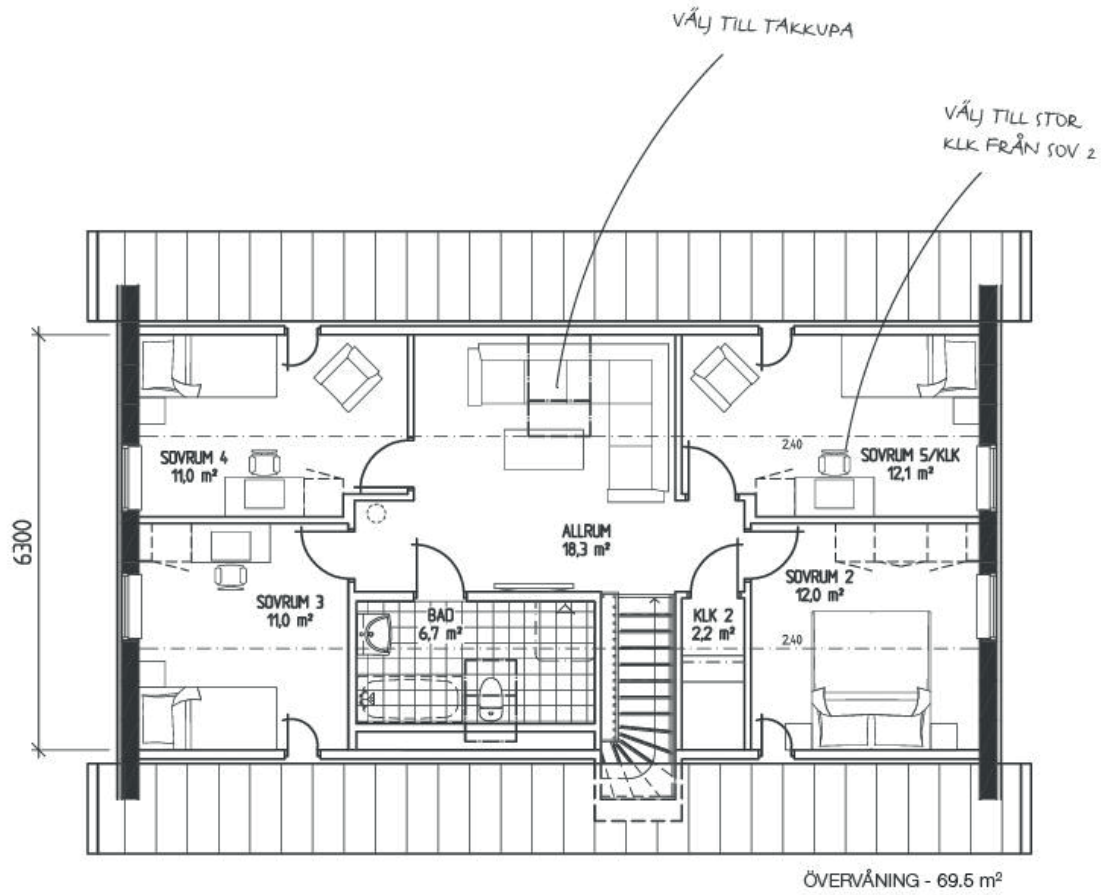 VÄLJ TILL TAKKUPA
VÄLJ TILL STOR
KLK FRÅN SOV 2
6300
SOVRUM 4
11,0 m²
2.40
SOVRUM 5/KLK
12,1 m²
ALLRUM
18,3 m²
SOVRUM 3
11,0 m²
BAD
6,7 m²
KLK 2
2,2 m²
SOVRUM 2
12,0 m²
2.40
ÖVERVÅNING - 69.5 m²